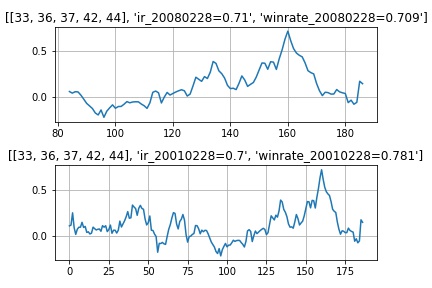 [[33, 36, 37, 42, 44], 'ir_20080228=0.71', 'winrate_20080228=0.709']
0.5
0.0
80 100 120 140 160 180
[[33, 36, 37, 42, 44], 'ir_20010228=0.7', 'winrate_20010228=0.781']
0.5
0.0
0 25 50 75 100 125 150 175